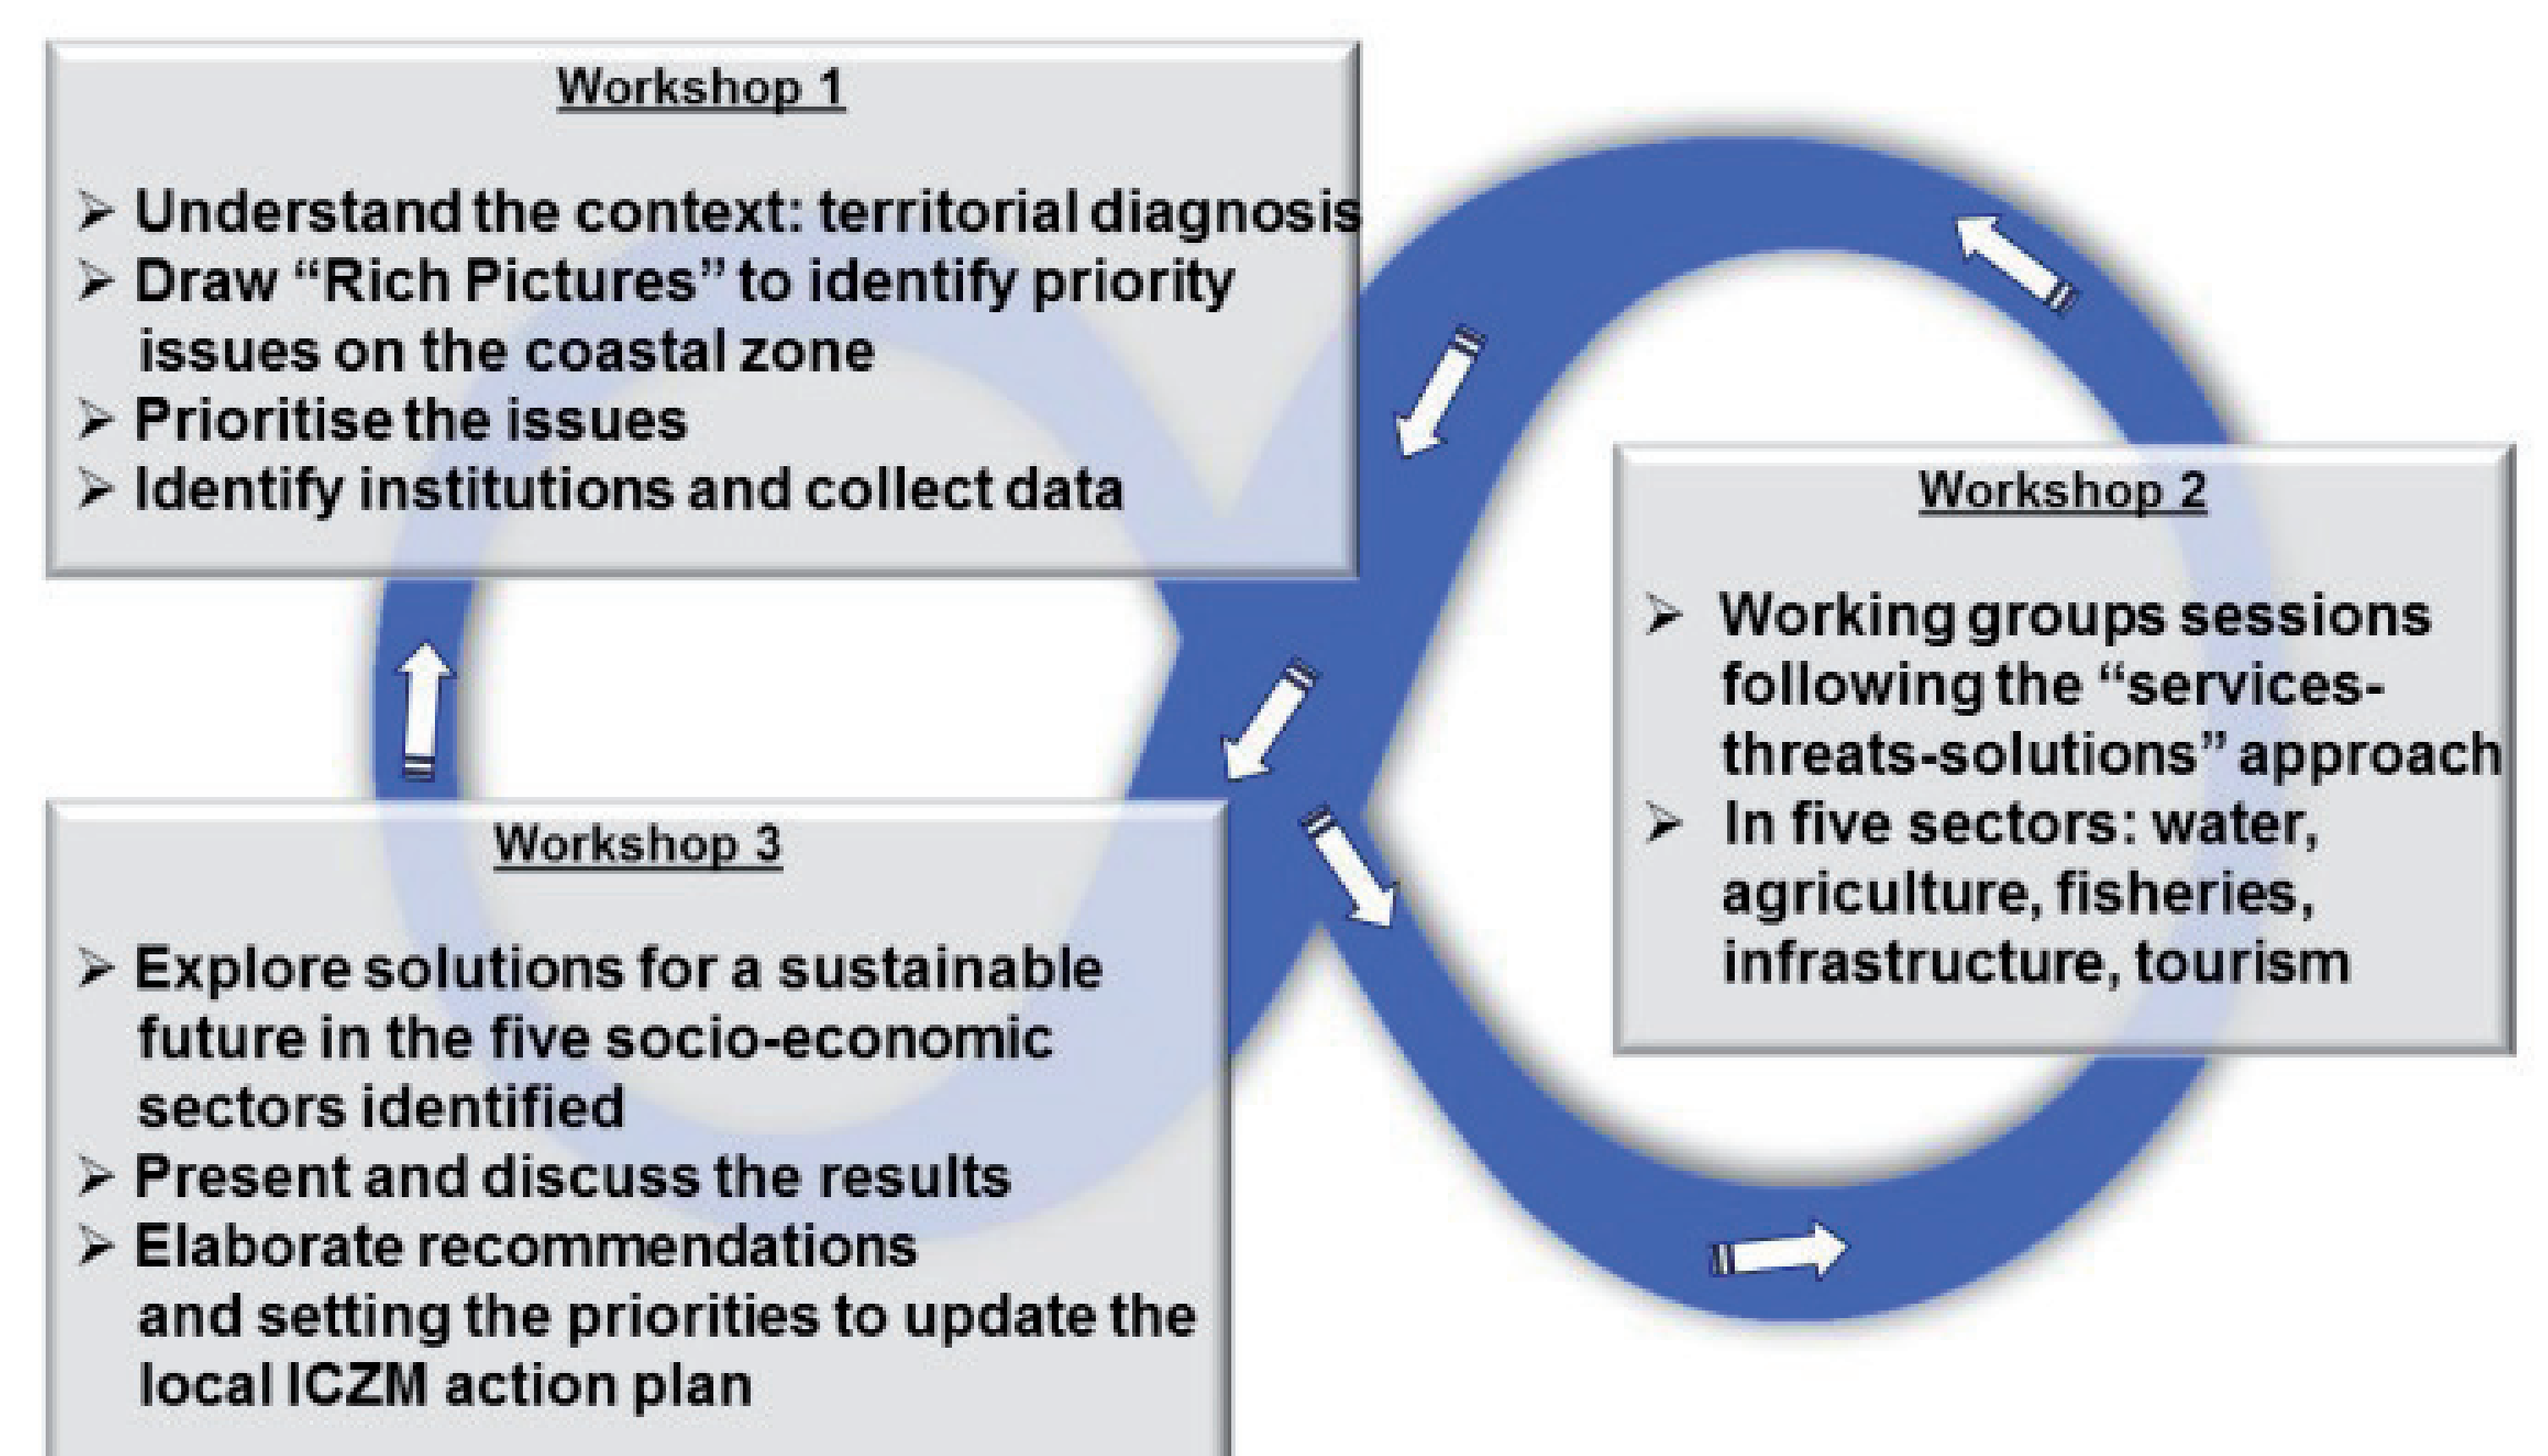 Workshop 1
➢ Understand the context: territorial diagnosis
➢ Draw “Rich Pictures” to identify priority
issues on the coastal zone
➢ Prioritise the issues
➢ Identify institutions and collect data
Workshop 2
➢ Working groups sessions
following the “services-
threats-solutions” approach
➢ In five sectors: water,
agriculture, fisheries,
infrastructure, tourism
Workshop 3
➢ Explore solutions for a sustainable
future in the five socio-economic
sectors identified
➢ Present and discuss the results
➢ Elaborate recommendations
and setting the priorities to update the
local ICZM action plan